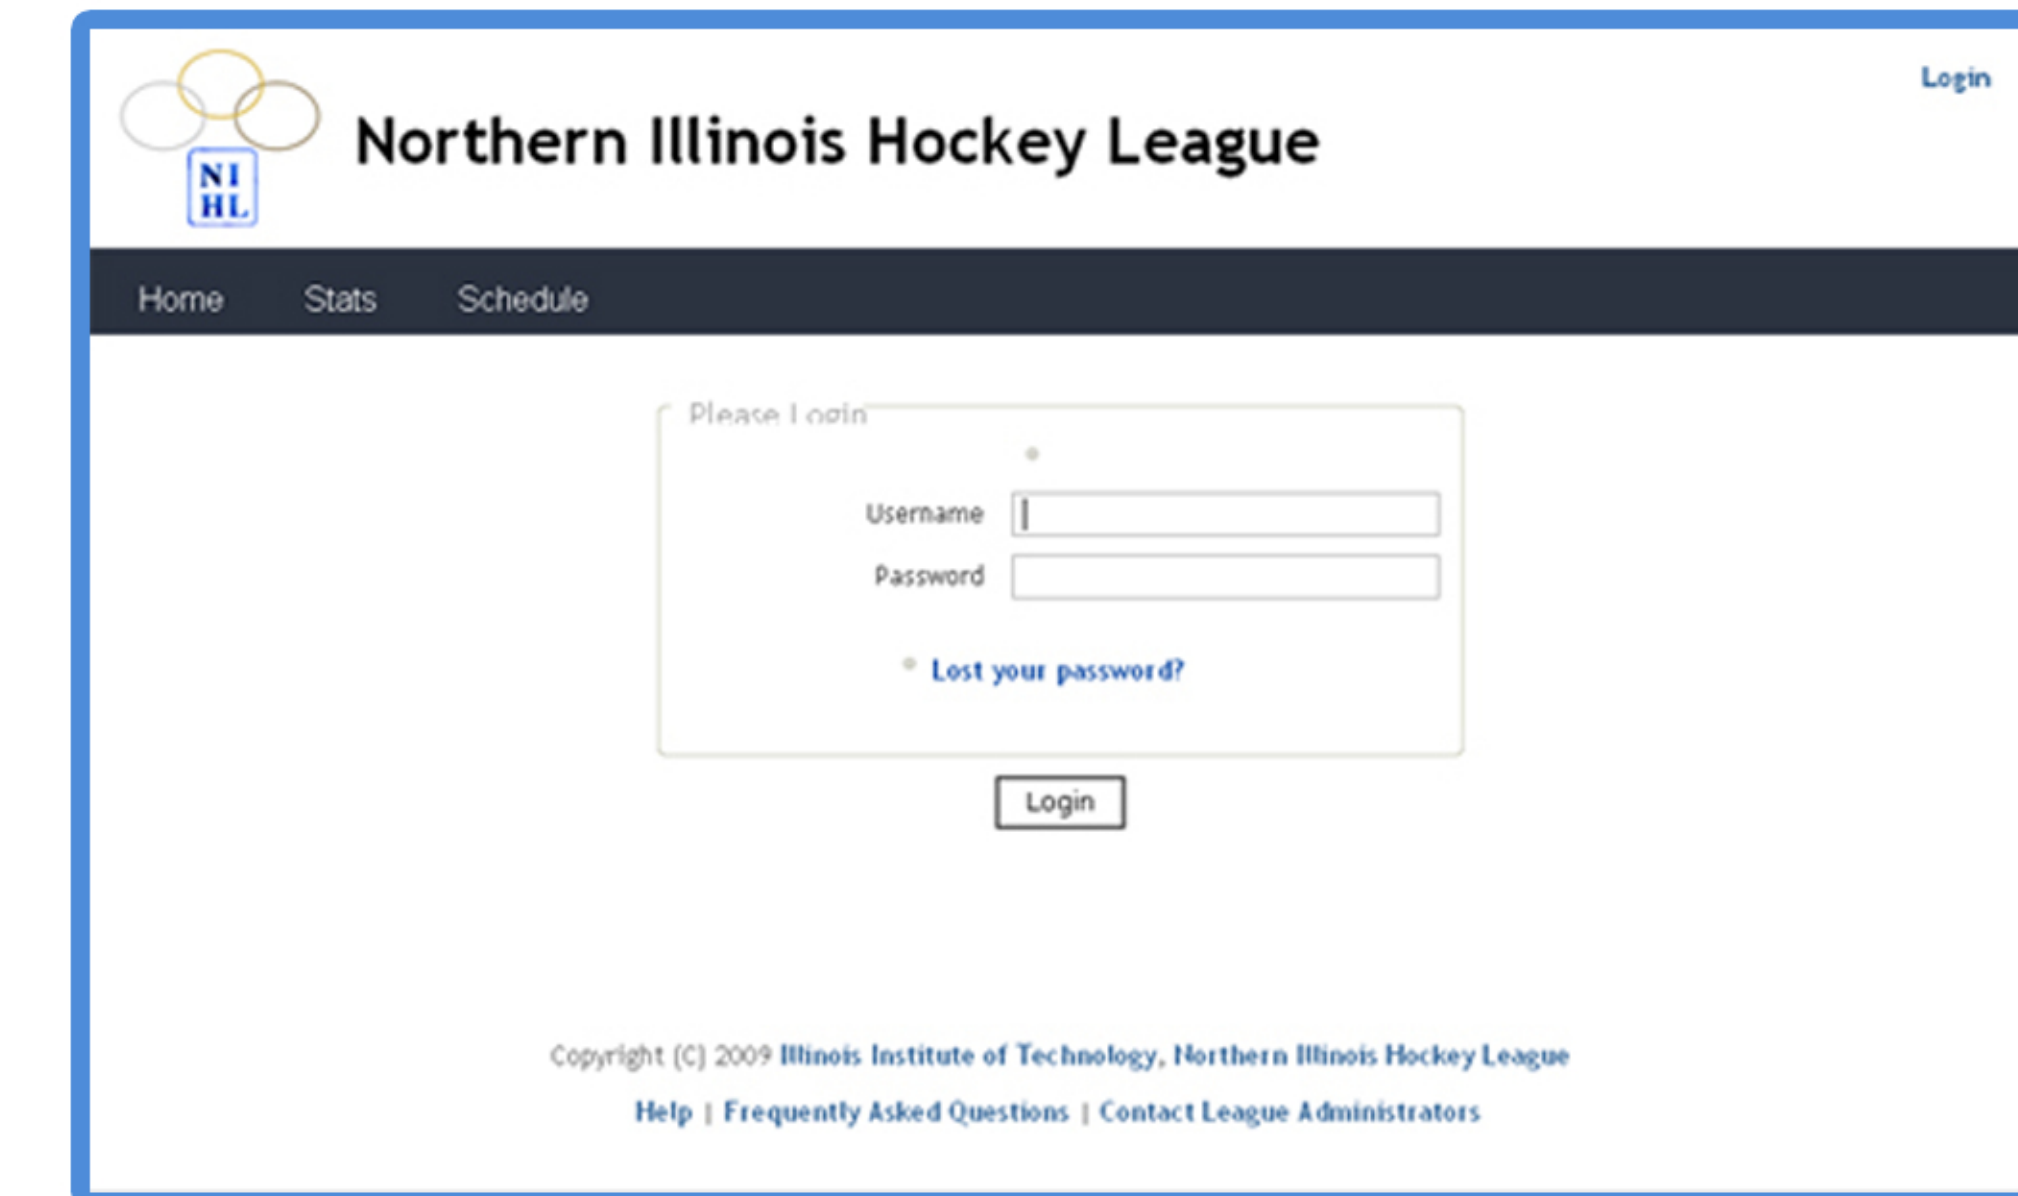 Login
NI
HL
Northern Illinois Hockey League
Home Stats Schedule
Please Login
Username
Password
Lost your password?
Login
Copyright (C) 2009 Illinois Institute of Technology, Northern Illinois Hockey League
Help | Frequently Asked Questions | Contact League Administrators